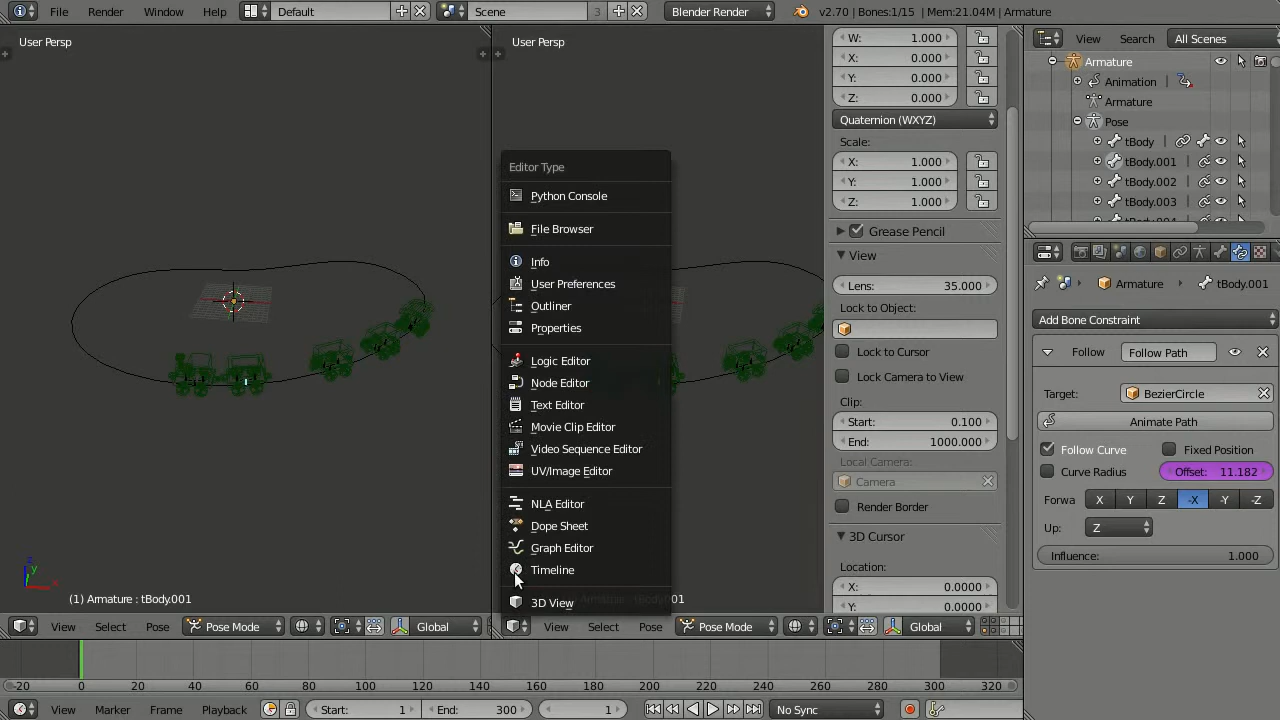 File Render Window Help Default Scene 3 Blender Render v2.70 | Bones:1/15 | Mem:21.04M | Armature
User Persp
User Persp
Editor Type
Python Console
File Browser
Info
User Preferences
Outliner
Properties
Logic Editor
Node Editor
Text Editor
Movie Clip Editor
Video Sequence Editor
UV/Image Editor
NLA Editor
Dope Sheet
Graph Editor
Timeline
3D View
(1) Armature : tBody.001
W: 1.000
X: 0.000
Y: 0.000
Z: 0.000
Quaternion (WXYZ)
Scale:
X: 1.000
Y: 1.000
Z: 1.000
Grease Pencil
View
Lens: 35.000
Lock to Object:
Lock to Cursor
Lock Camera to View
Clip:
Start: 0.100
End: 1000.000
Local Camera:
Camera
Render Border
3D Cursor
Location:
X: 0.0000
Y: 0.0000
View Search All Scenes
Armature
Animation
Armature
Pose
tBody
tBody.001
tBody.002
tBody.003
Armature tBody.001
Add Bone Constraint
Follow Follow Path
Target: BezierCircle
Animate Path
Follow Curve Fixed Position
Curve Radius Offset: 11.182
Forwa X Y Z -X -Y -Z
Up: Z
Influence: 1.000
View Select Pose Pose Mode Global
View Select Pose Pose Mode Global
-20 0 20 40 60 80 100 120 140 160 180 200 220 240 260 280 300 320
View Marker Frame Playback Start: 1 End: 300 1 No Sync